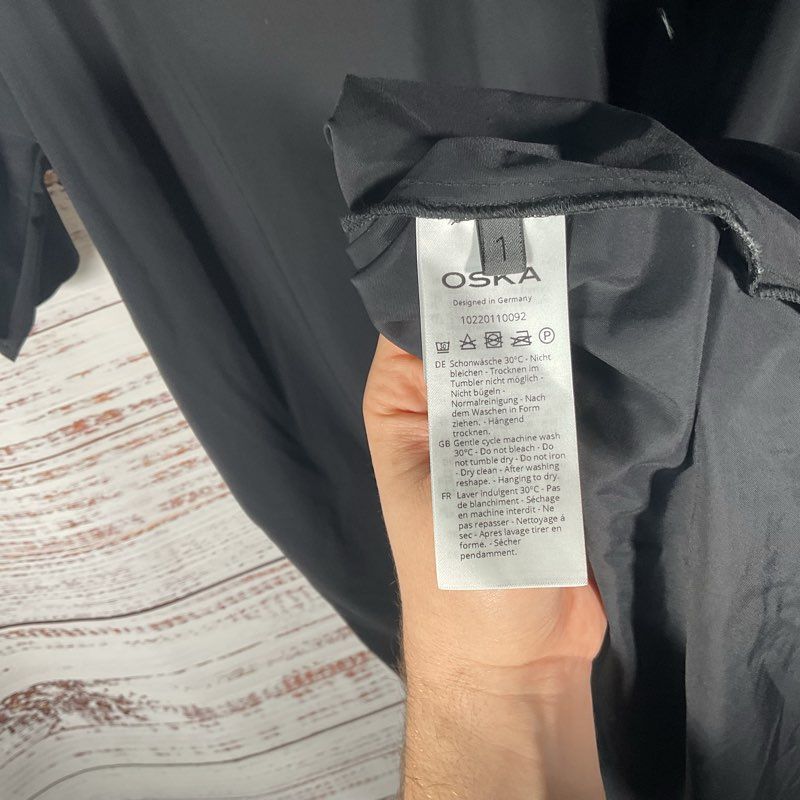 1
OSKA
Designed in Germany
10220110092
P
DE Schonwäsche 30°C - Nicht
bleichen - Trocknen im
Tumbler nicht möglich -
Nicht bügeln -
Normalreinigung - Nach
dem Waschen in Form
ziehen. - Hängend
trocknen.
GB Gentle cycle machine wash
30°C - Do not bleach - Do
not tumble dry - Do not iron
- Dry clean - After washing
reshape. - Hanging to dry.
FR Laver indulgent 30°C - Pas
de blanchiment - Séchage
en machine interdit - Ne
pas repasser - Nettoyage á
sec - Apres lavage tirer en
forme. - Sécher
pendamment.